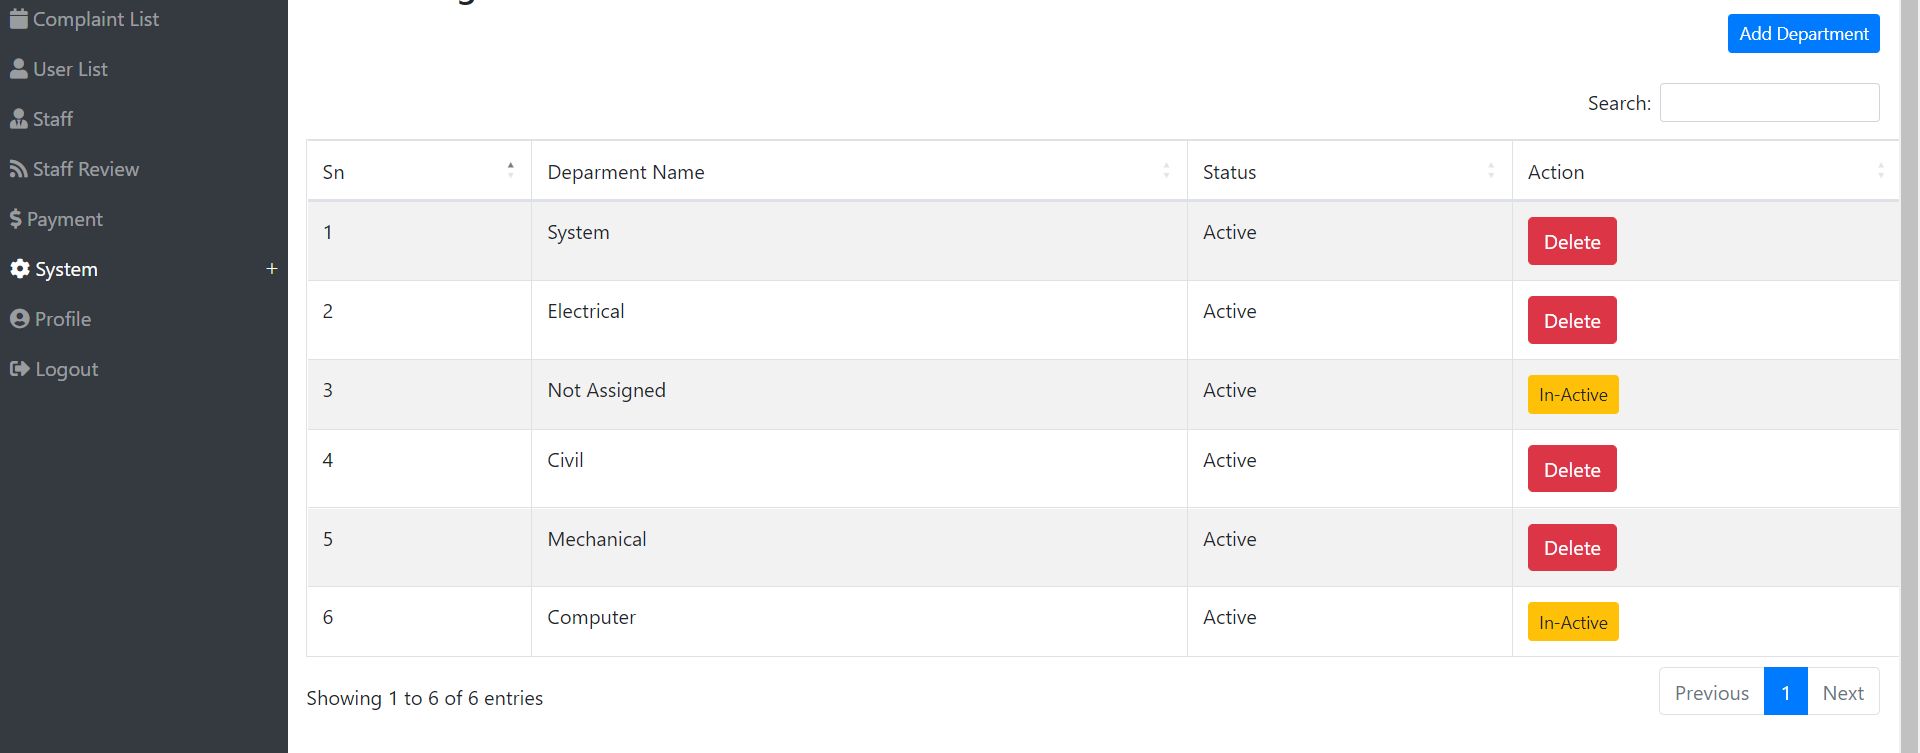 Complaint List
User List
Staff
Staff Review
Payment
System +
Profile
Logout
Add Department
Search:
Sn Deparment Name Status Action
1 System Active Delete
2 Electrical Active Delete
3 Not Assigned Active In-Active
4 Civil Active Delete
5 Mechanical Active Delete
6 Computer Active In-Active
Showing 1 to 6 of 6 entries
Previous 1 Next